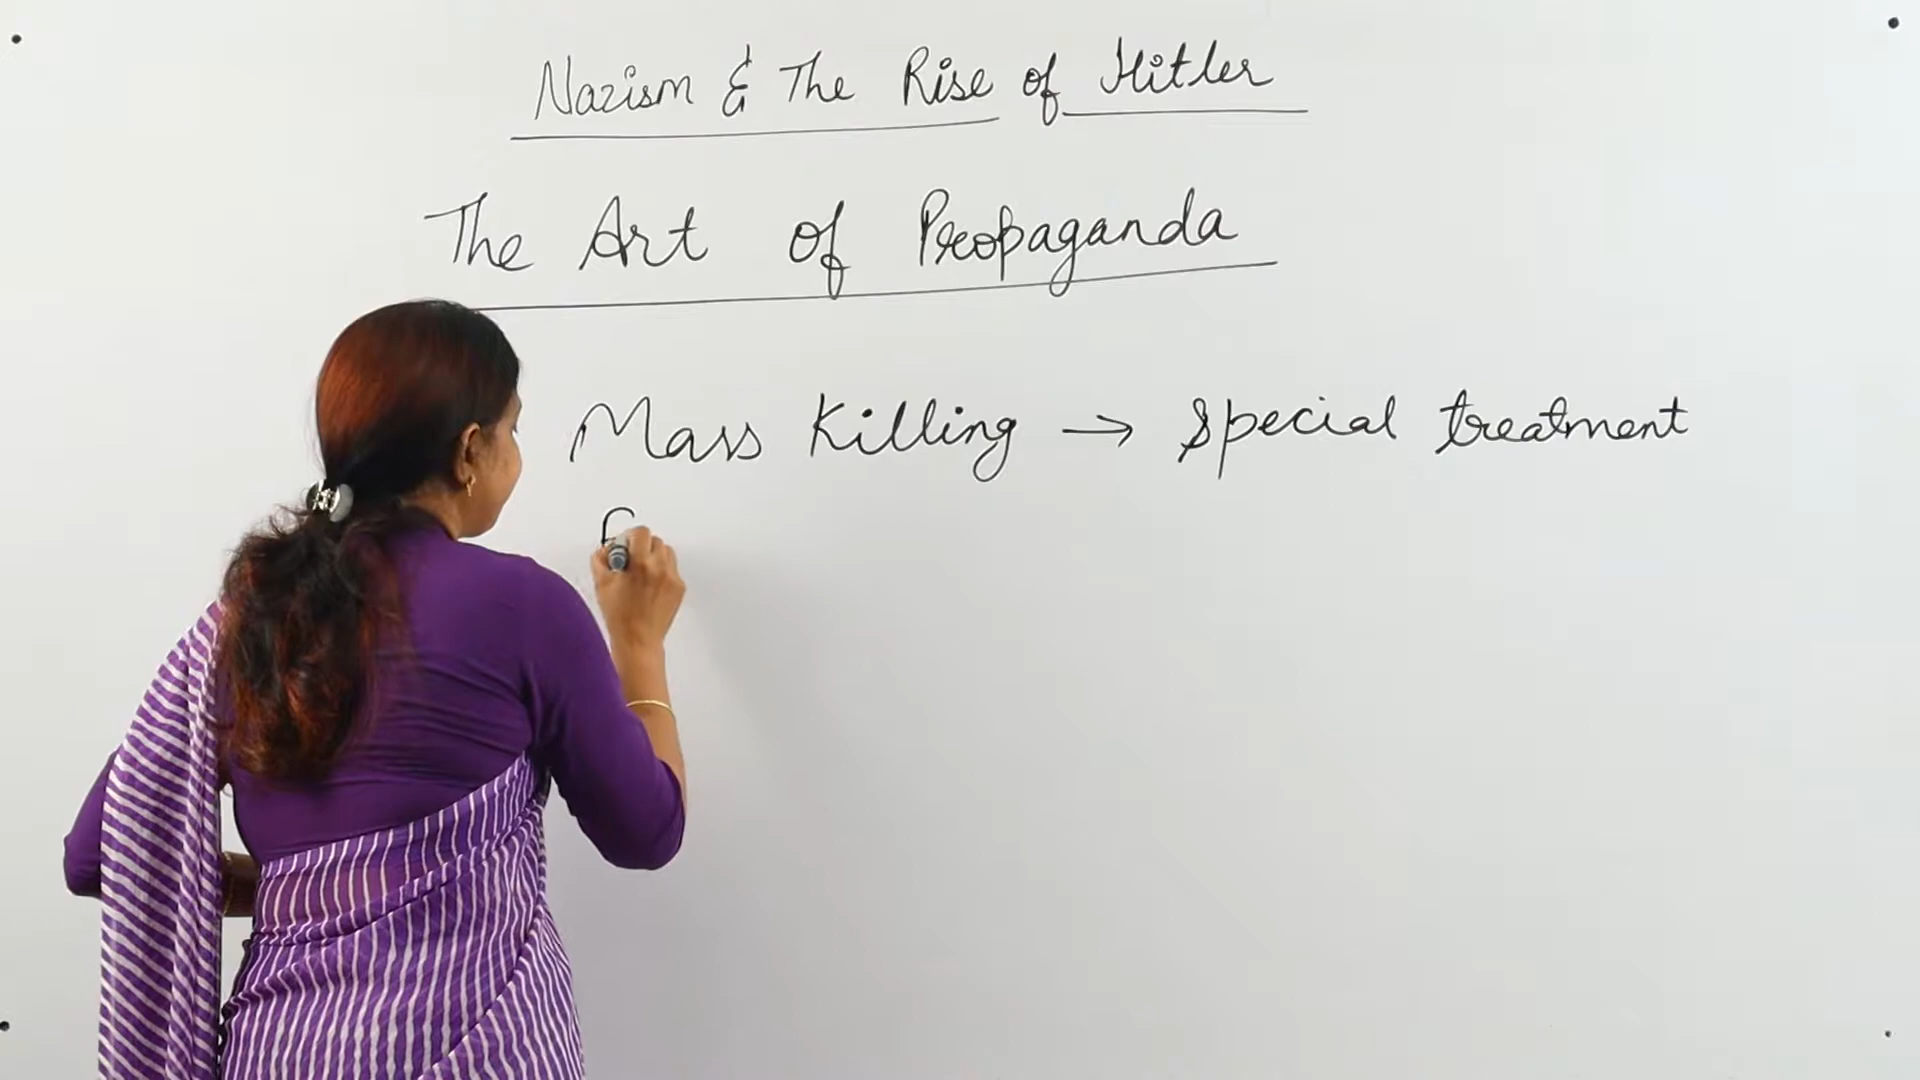 Nazism & The Rise of Hitler
The Art of Propaganda
Mass Killing → Special treatment